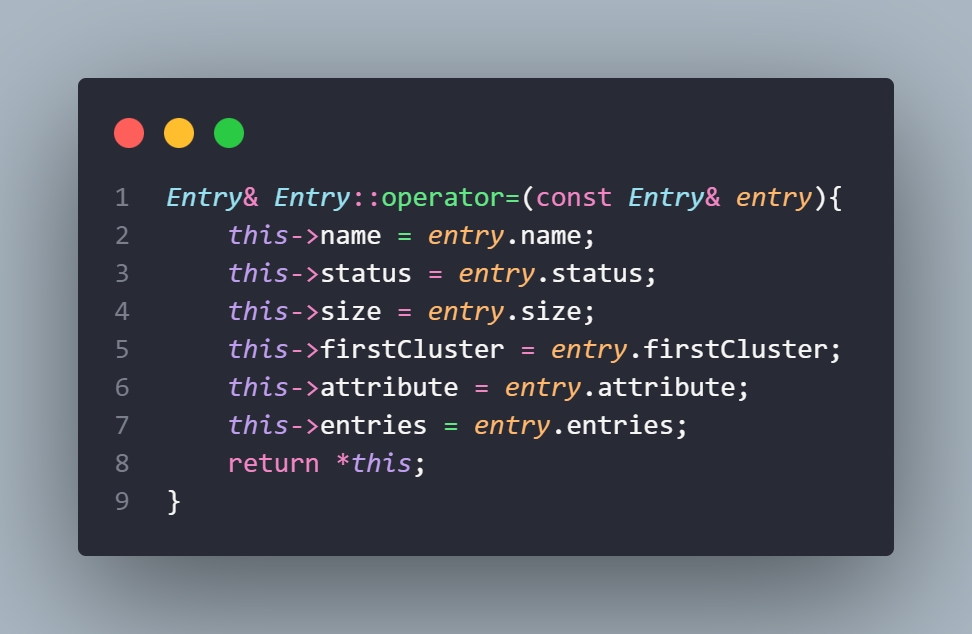 1 Entry& Entry::operator=(const Entry& entry){
2     this->name = entry.name;
3     this->status = entry.status;
4     this->size = entry.size;
5     this->firstCluster = entry.firstCluster;
6     this->attribute = entry.attribute;
7     this->entries = entry.entries;
8     return *this;
9 }